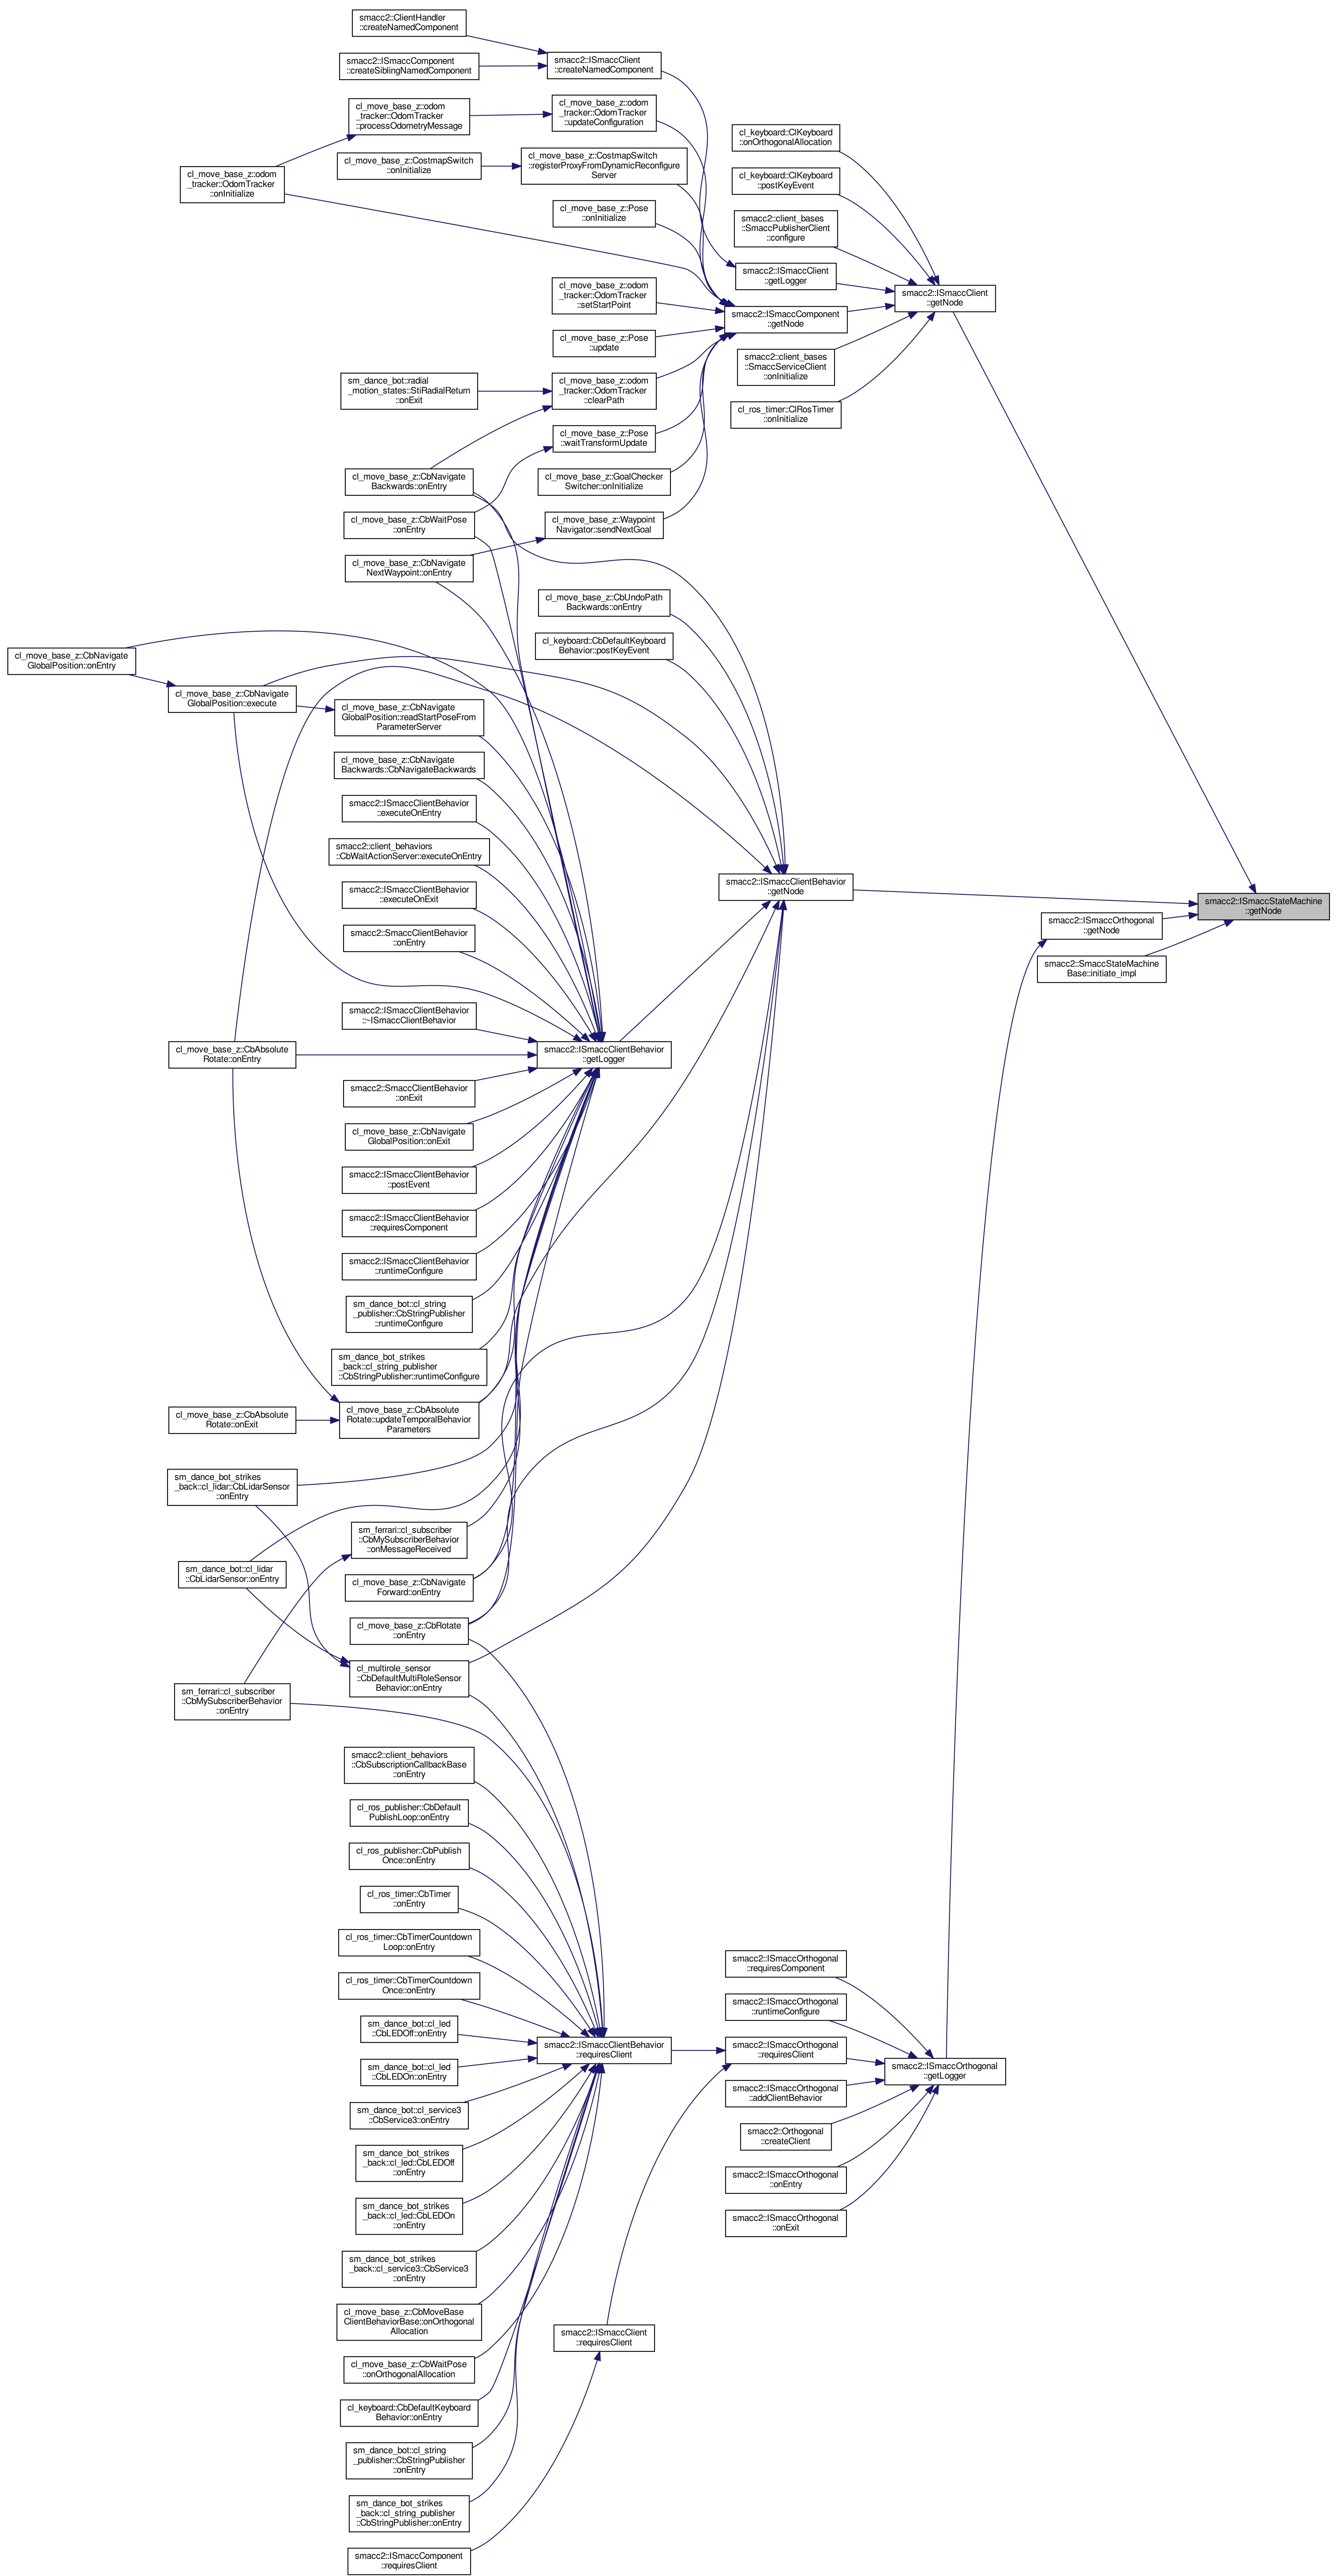 smacc2::ClientHandler
::createNamedComponent
smacc2::ISmaccComponent
::createSiblingNamedComponent
smacc2::ISmaccClient
::createNamedComponent
cl_move_base_z::odom
_tracker::OdomTracker
::processOdometryMessage
cl_move_base_z::odom
_tracker::OdomTracker
::updateConfiguration
cl_keyboard::ClKeyboard
::onOrthogonalAllocation
cl_move_base_z::odom
_tracker::OdomTracker
::onInitialize
cl_move_base_z::CostmapSwitch
::onInitialize
cl_move_base_z::CostmapSwitch
::registerProxyFromDynamicReconfigure
Server
cl_keyboard::ClKeyboard
::postKeyEvent
cl_move_base_z::Pose
::onInitialize
smacc2::client_bases
::SmaccPublisherClient
::configure
smacc2::ISmaccClient
::getLogger
cl_move_base_z::odom
_tracker::OdomTracker
::setStartPoint
smacc2::ISmaccClient
::getNode
smacc2::ISmaccComponent
::getNode
cl_move_base_z::Pose
::update
smacc2::client_bases
::SmaccServiceClient
::onInitialize
sm_dance_bot::radial
_motion_states::StiRadialReturn
::onExit
cl_move_base_z::odom
_tracker::OdomTracker
::clearPath
cl_ros_timer::ClRosTimer
::onInitialize
cl_move_base_z::Pose
::waitTransformUpdate
cl_move_base_z::CbNavigate
Backwards::onEntry
cl_move_base_z::GoalChecker
Switcher::onInitialize
cl_move_base_z::CbWaitPose
::onEntry
cl_move_base_z::Waypoint
Navigator::sendNextGoal
cl_move_base_z::CbNavigate
NextWaypoint::onEntry
cl_move_base_z::CbUndoPath
Backwards::onEntry
cl_keyboard::CbDefaultKeyboard
Behavior::postKeyEvent
cl_move_base_z::CbNavigate
GlobalPosition::onEntry
cl_move_base_z::CbNavigate
GlobalPosition::execute
cl_move_base_z::CbNavigate
GlobalPosition::readStartPoseFrom
ParameterServer
cl_move_base_z::CbNavigate
Backwards::CbNavigateBackwards
smacc2::ISmaccClientBehavior
::executeOnEntry
smacc2::client_behaviors
::CbWaitActionServer::executeOnEntry
smacc2::ISmaccClientBehavior
::executeOnExit
smacc2::ISmaccClientBehavior
::getNode
smacc2::ISmaccStateMachine
::getNode
smacc2::ISmaccOrthogonal
::getNode
smacc2::SmaccClientBehavior
::onEntry
smacc2::SmaccStateMachine
Base::initiate_impl
smacc2::ISmaccClientBehavior
::~ISmaccClientBehavior
cl_move_base_z::CbAbsolute
Rotate::onEntry
smacc2::ISmaccClientBehavior
::getLogger
smacc2::SmaccClientBehavior
::onExit
cl_move_base_z::CbNavigate
GlobalPosition::onExit
smacc2::ISmaccClientBehavior
::postEvent
smacc2::ISmaccClientBehavior
::requiresComponent
smacc2::ISmaccClientBehavior
::runtimeConfigure
sm_dance_bot::cl_string
_publisher::CbStringPublisher
::runtimeConfigure
sm_dance_bot_strikes
_back::cl_string_publisher
::CbStringPublisher::runtimeConfigure
cl_move_base_z::CbAbsolute
Rotate::onExit
cl_move_base_z::CbAbsolute
Rotate::updateTemporalBehavior
Parameters
sm_dance_bot_strikes
_back::cl_lidar::CbLidarSensor
::onEntry
sm_ferrari::cl_subscriber
::CbMySubscriberBehavior
::onMessageReceived
sm_dance_bot::cl_lidar
::CbLidarSensor::onEntry
cl_move_base_z::CbNavigate
Forward::onEntry
cl_move_base_z::CbRotate
::onEntry
cl_multirole_sensor
::CbDefaultMultiRoleSensor
Behavior::onEntry
sm_ferrari::cl_subscriber
::CbMySubscriberBehavior
::onEntry
smacc2::client_behaviors
::CbSubscriptionCallbackBase
::onEntry
cl_ros_publisher::CbDefault
PublishLoop::onEntry
cl_ros_publisher::CbPublish
Once::onEntry
cl_ros_timer::CbTimer
::onEntry
cl_ros_timer::CbTimerCountdown
Loop::onEntry
smacc2::ISmaccOrthogonal
::requiresComponent
cl_ros_timer::CbTimerCountdown
Once::onEntry
smacc2::ISmaccOrthogonal
::runtimeConfigure
sm_dance_bot::cl_led
::CbLEDOff::onEntry
smacc2::ISmaccClientBehavior
::requiresClient
smacc2::ISmaccOrthogonal
::requiresClient
smacc2::ISmaccOrthogonal
::getLogger
sm_dance_bot::cl_led
::CbLEDOn::onEntry
smacc2::ISmaccOrthogonal
::addClientBehavior
sm_dance_bot::cl_service3
::CbService3::onEntry
smacc2::Orthogonal
::createClient
sm_dance_bot_strikes
_back::cl_led::CbLEDOff
::onEntry
smacc2::ISmaccOrthogonal
::onEntry
sm_dance_bot_strikes
_back::cl_led::CbLEDOn
::onEntry
smacc2::ISmaccOrthogonal
::onExit
sm_dance_bot_strikes
_back::cl_service3::CbService3
::onEntry
cl_move_base_z::CbMoveBase
ClientBehaviorBase::onOrthogonal
Allocation
smacc2::ISmaccClient
::requiresClient
cl_move_base_z::CbWaitPose
::onOrthogonalAllocation
cl_keyboard::CbDefaultKeyboard
Behavior::onEntry
sm_dance_bot::cl_string
_publisher::CbStringPublisher
::onEntry
sm_dance_bot_strikes
_back::cl_string_publisher
::CbStringPublisher::onEntry
smacc2::ISmaccComponent
::requiresClient